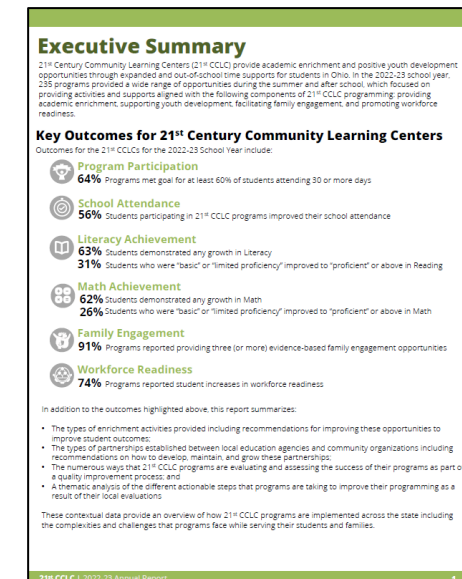 Executive Summary
21st Century Community Learning Centers (21st CCLC) provide academic enrichment and positive youth development
opportunities through expanded and out-of-school time supports for students in Ohio. In the 2022-23 school year,
235 programs provided a wide range of opportunities during the summer and after school, which focused on
providing activities and supports aligned with the following components of 21st CCLC programming: providing
academic enrichment, supporting youth development, facilitating family engagement, and promoting workforce
readiness.
Key Outcomes for 21st Century Community Learning Centers
Outcomes for the 21st CCLCs for the 2022-23 School Year include:
Program Participation
64% Programs met goal for at least 60% of students attending 30 or more days
School Attendance
56% Students participating in 21st CCLC programs improved their school attendance
Literacy Achievement
63% Students demonstrated any growth in Literacy
31% Students who were "basic" or "limited proficiency" improved to "proficient" or above in Reading
Math Achievement
62% Students demonstrated any growth in Math
26% Students who were "basic" or "limited proficiency" improved to "proficient" or above in Math
Family Engagement
91% Programs reported providing three (or more) evidence-based family engagement opportunities
Workforce Readiness
74% Programs reported student increases in workforce readiness
In addition to the outcomes highlighted above, this report summarizes:
• The types of enrichment activities provided including recommendations for improving these opportunities to
improve student outcomes;
• The types of partnerships established between local education agencies and community organizations including
recommendations on how to develop, maintain, and grow these partnerships;
• The numerous ways that 21st CCLC programs are evaluating and assessing the success of their programs as part o
a quality improvement process; and
• A thematic analysis of the different actionable steps that programs are taking to improve their programming as a
result of their local evaluations
These contextual data provide an overview of how 21st CCLC programs are implemented across the state including
the complexities and challenges that programs face while serving their students and families.
21st CCLC | 2022-23 Annual Report